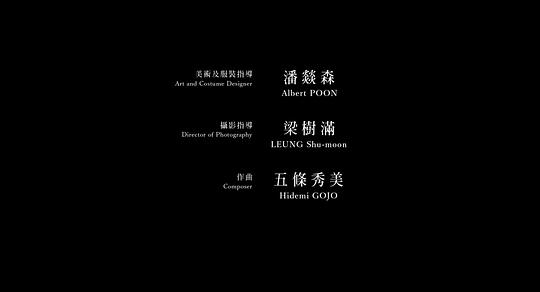 美術及服裝指導
潘燚森
Art and Costume Designer
Albert POON
攝影指導
梁樹滿
Director of Photography
LEUNG Shu-moon
作曲
五條秀美
Composer
Hidemi GOJO